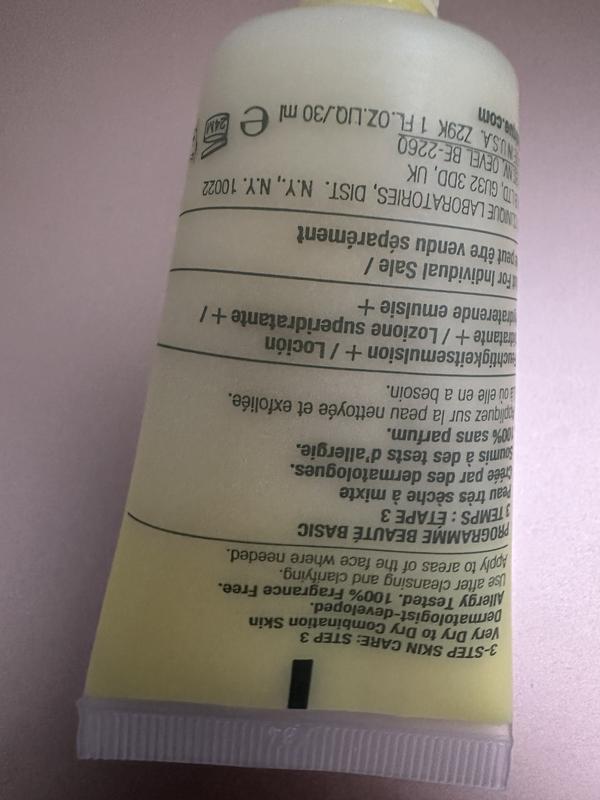 3-STEP SKIN CARE: STEP 3
Very Dry to Dry Combination Skin
Dermatologist-developed.
Allergy Tested. 100% Fragrance Free.
Use after cleansing and clarifying.
Apply to areas of the face where needed.
PROGRAMME BEAUTÉ BASIC
3 TEMPS : ÉTAPE 3
Peau très sèche à mixte
Créée par des dermatologues.
Soumis à des tests d'allergie.
100% sans parfum.
Appliquez sur la peau nettoyée et exfoliée.
là où elle en a besoin.
euchtigkeitsemulsion + / Loción
idratante + / Lozione superidratante + /
ydraterende emulsie +
t For Individual Sale /
e peut être vendu séparément
CLINIQUE LABORATORIES, DIST. N.Y., N.Y. 10022
LTD, GU32 3DD, UK
NV. OEVEL BE-2260
N U.S.A. Z29K 1 FL.OZ.LIQ./30 ml e
que.com
24M